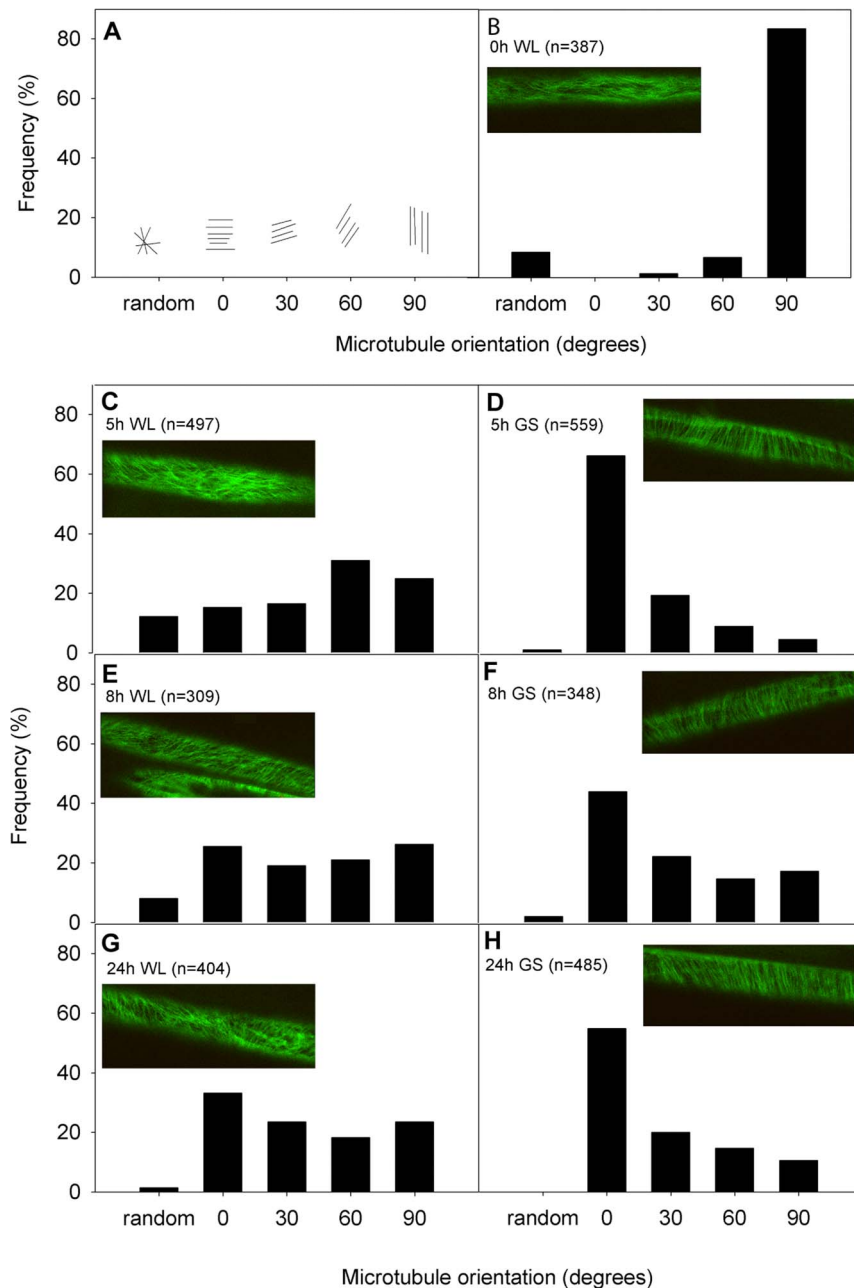 A
B
0h WL (n=387)
80
60
40
20
0
Frequency (%)
random 0 30 60 90
random 0 30 60 90
Microtubule orientation (degrees)
C
5h WL (n=497)
80
60
40
20
0
D
5h GS (n=559)
E
8h WL (n=309)
80
60
40
20
0
Frequency (%)
F
8h GS (n=348)
G
24h WL (n=404)
80
60
40
20
0
H
24h GS (n=485)
random 0 30 60 90
random 0 30 60 90
Microtubule orientation (degrees)